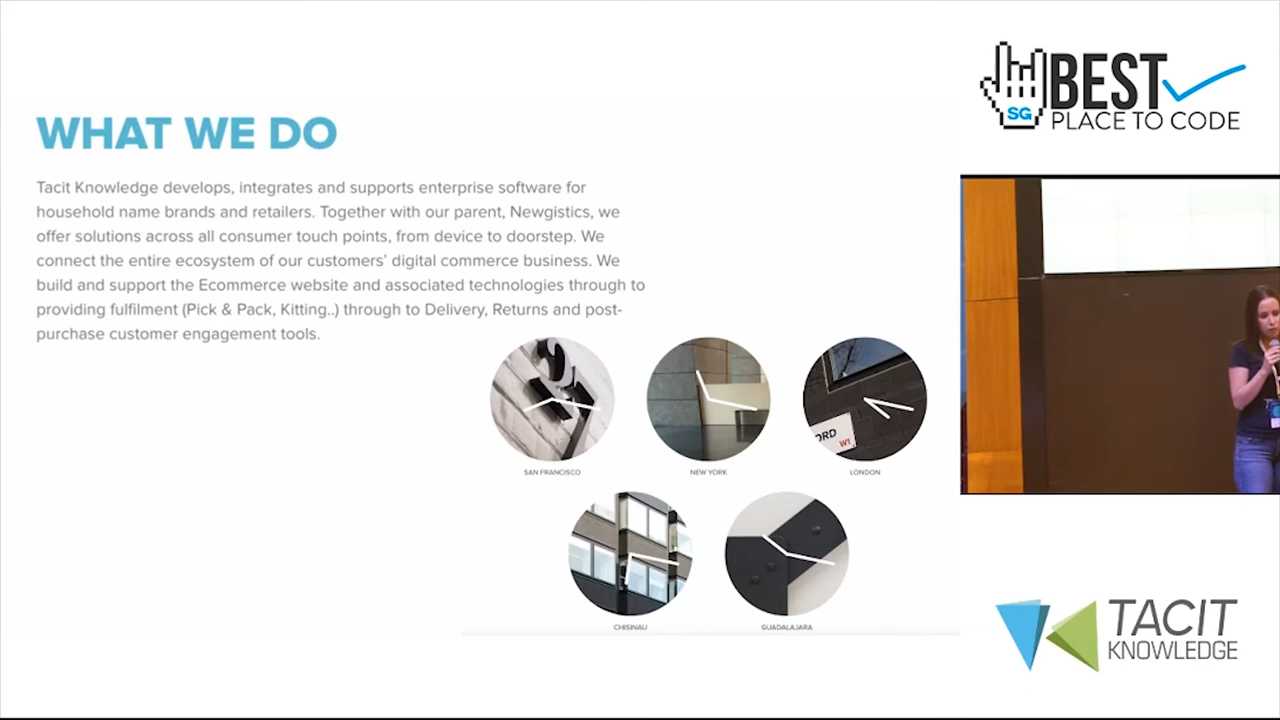 WHAT WE DO
Tacit Knowledge develops, integrates and supports enterprise software for
household name brands and retailers. Together with our parent, Newgistics, we
offer solutions across all consumer touch points, from device to doorstep. We
connect the entire ecosystem of our customers' digital commerce business. We
build and support the Ecommerce website and associated technologies through to
providing fulfilment (Pick & Pack, Kitting..) through to Delivery, Returns and post-
purchase customer engagement tools.
ORD
W1
SAN FRANCISCO
NEW YORK
LONDON
CHISINAU
GUADALAJARA
SG
BEST
PLACE TO CODE
TACIT
KNOWLEDGE